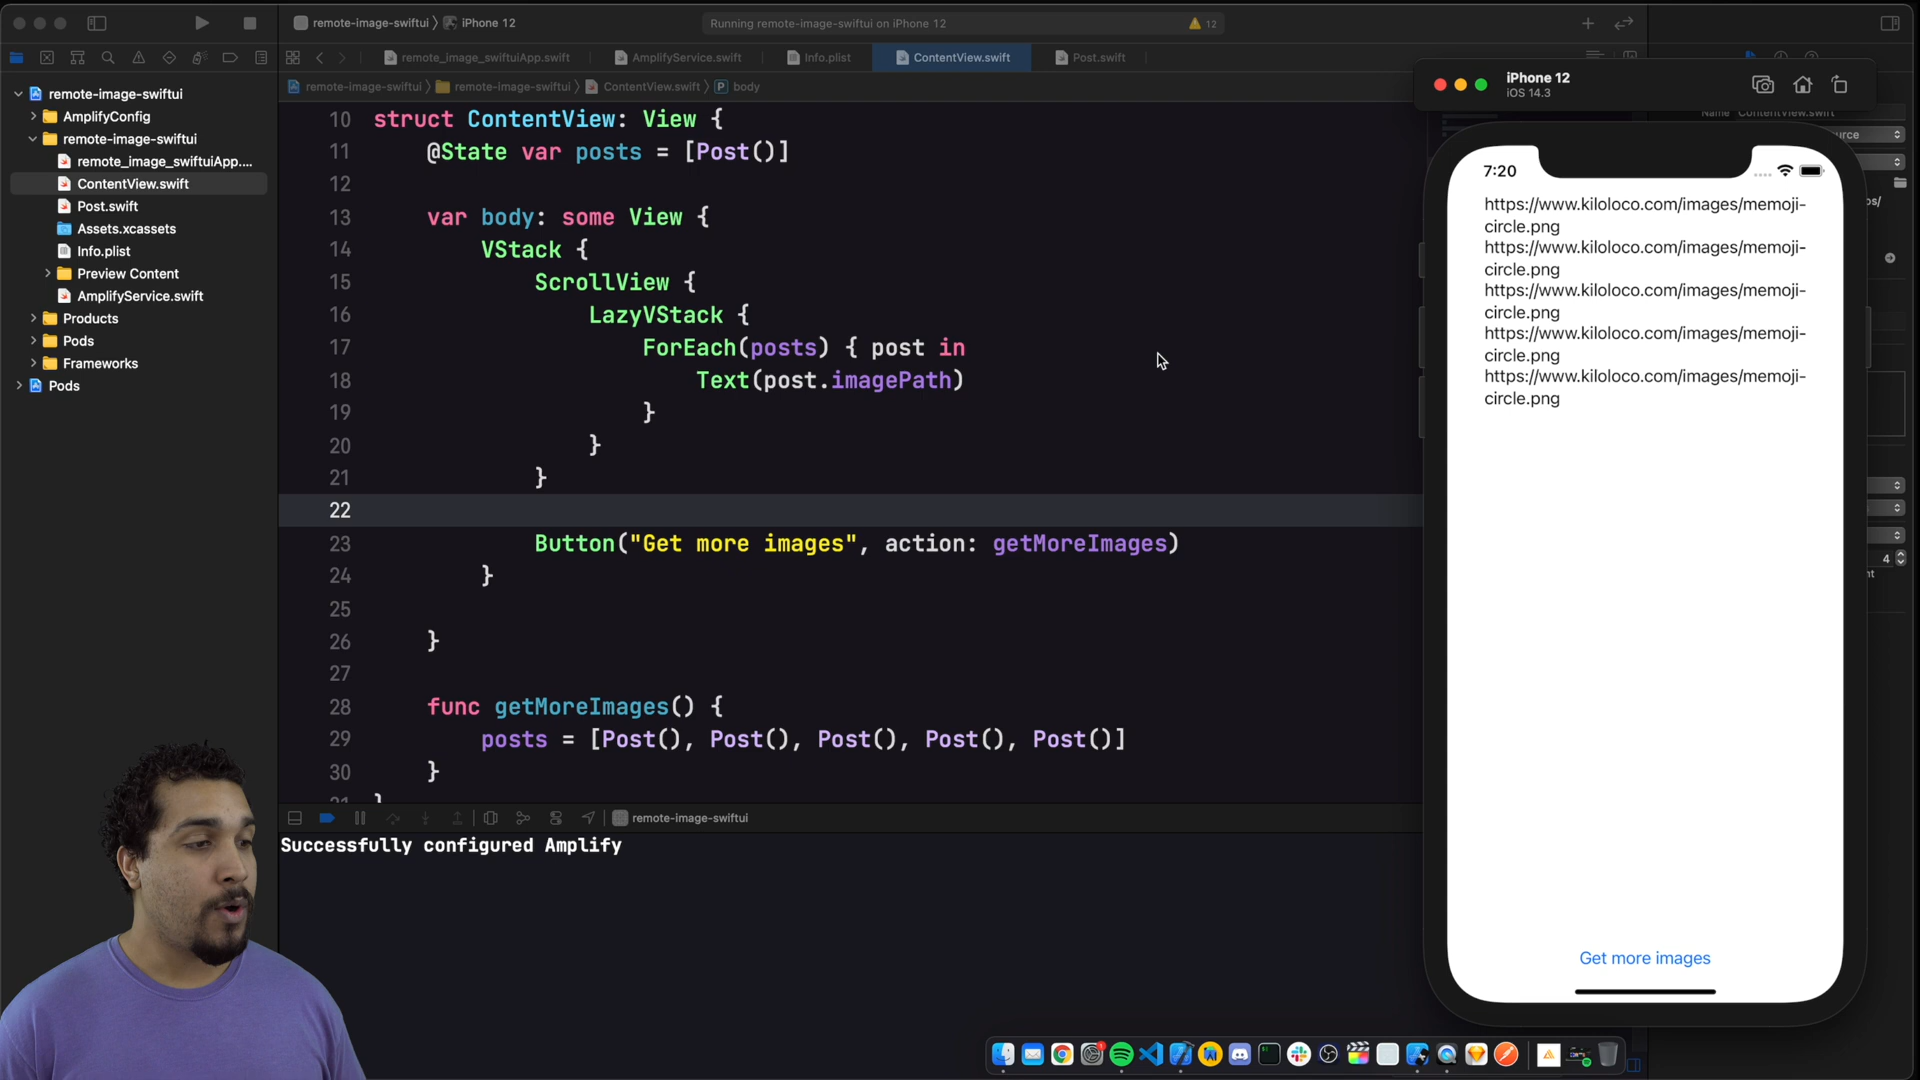 remote-image-swiftui
iPhone 12
Running remote-image-swiftui on iPhone 12
12
remote_image_swiftuiApp.swift
AmplifyService.swift
Info.plist
ContentView.swift
Post.swift
remote-image-swiftui
remote-image-swiftui
ContentView.swift
P body
remote-image-swiftui
AmplifyConfig
remote-image-swiftui
remote_image_swiftuiApp....
ContentView.swift
Post.swift
Assets.xcassets
Info.plist
Preview Content
AmplifyService.swift
Products
Pods
Frameworks
Pods
10 struct ContentView: View {
11 @State var posts = [Post()]
12
13 var body: some View {
14 VStack {
15 ScrollView {
16 LazyVStack {
17 ForEach(posts) { post in
18 Text(post.imagePath)
19 }
20 }
21 }
22
23 Button("Get more images", action: getMoreImages)
24 }
25
26 }
27
28 func getMoreImages() {
29 posts = [Post(), Post(), Post(), Post(), Post()]
30 }
remote-image-swiftui
Successfully configured Amplify
iPhone 12
iOS 14.3
7:20
https://www.kiloloco.com/images/memoji-
circle.png
https://www.kiloloco.com/images/memoji-
circle.png
https://www.kiloloco.com/images/memoji-
circle.png
https://www.kiloloco.com/images/memoji-
circle.png
https://www.kiloloco.com/images/memoji-
circle.png
Get more images
4